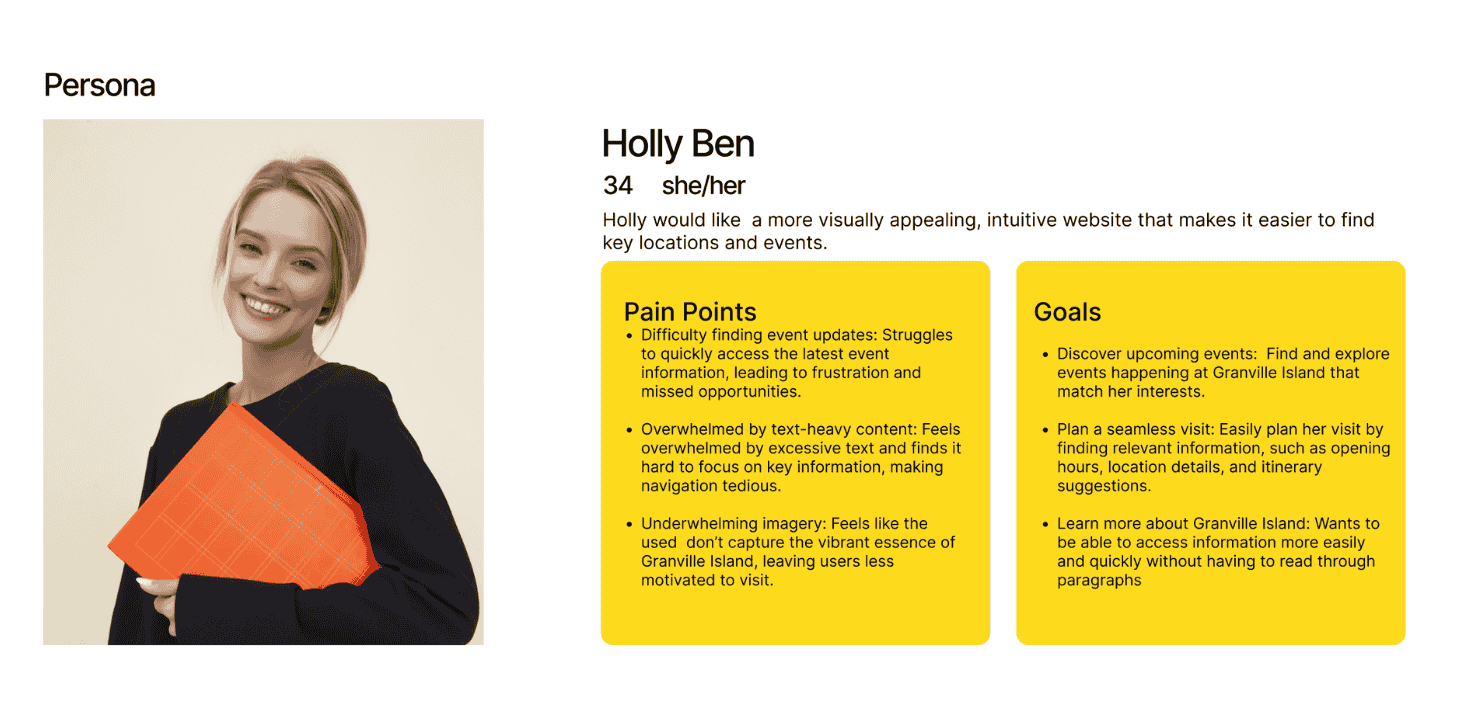 Persona
Holly Ben
34 she/her
Holly would like  a more visually appealing, intuitive website that makes it easier to find
key locations and events.
Pain Points
• Difficulty finding event updates: Struggles
to quickly access the latest event
information, leading to frustration and
missed opportunities.
• Overwhelmed by text-heavy content: Feels
overwhelmed by excessive text and finds it
hard to focus on key information, making
navigation tedious.
• Underwhelming imagery: Feels like the
used  don’t capture the vibrant essence of
Granville Island, leaving users less
motivated to visit.
Goals
• Discover upcoming events:  Find and explore
events happening at Granville Island that
match her interests.
• Plan a seamless visit: Easily plan her visit by
finding relevant information, such as opening
hours, location details, and itinerary
suggestions.
• Learn more about Granville Island: Wants to
be able to access information more easily
and quickly without having to read through
paragraphs